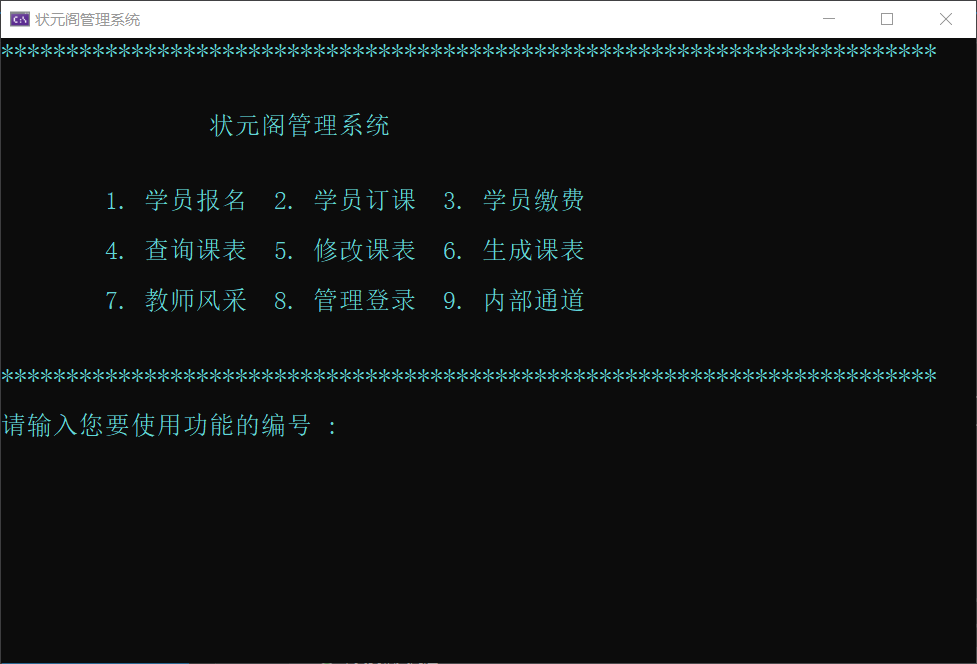 状元阁管理系统
************************************************************************
状元阁管理系统
1. 学员报名 2. 学员订课 3. 学员缴费
4. 查询课表 5. 修改课表 6. 生成课表
7. 教师风采 8. 管理登录 9. 内部通道
************************************************************************
请输入您要使用功能的编号 :